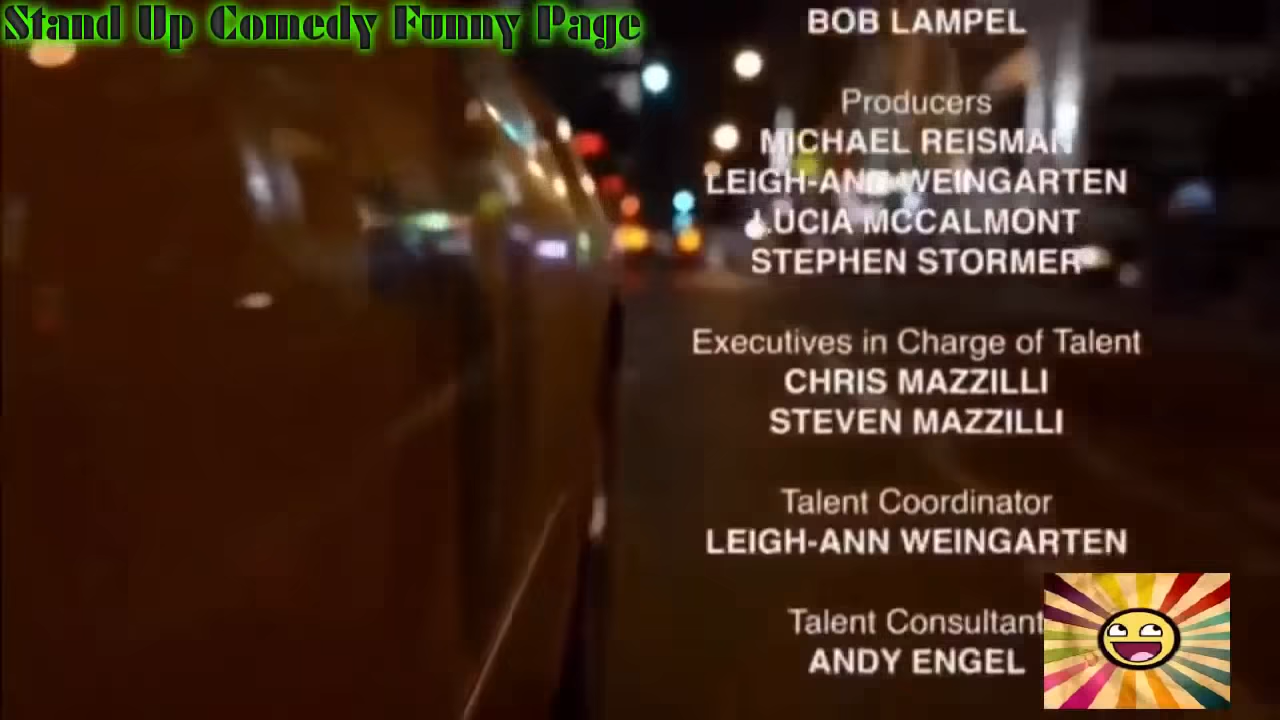 Stand Up Comedy Funny Page
BOB LAMPEL
Producers
MICHAEL REISMAN
LEIGH-ANN WEINGARTEN
LUCIA MCCALMONT
STEPHEN STORMER
Executives in Charge of Talent
CHRIS MAZZILLI
STEVEN MAZZILLI
Talent Coordinator
LEIGH-ANN WEINGARTEN
Talent Consultant
ANDY ENGEL